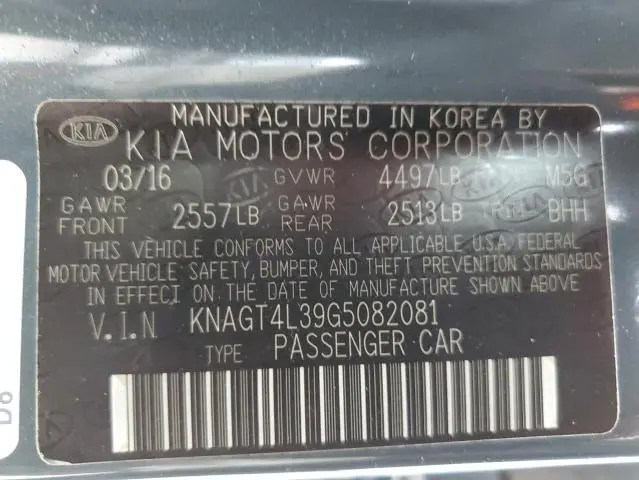 MANUFACTURED IN KOREA BY
KIA KIA MOTORS CORPORATION
03/16 GVWR 4497LB M5G
GAWR FRONT 2557LB GAWR REAR 2513LB BHH
THIS VEHICLE CONFORMS TO ALL APPLICABLE U.S.A. FEDERAL
MOTOR VEHICLE SAFETY, BUMPER, AND THEFT PREVENTION STANDARDS
IN EFFECT ON THE DATE OF MANUFACTURE SHOWN ABOVE
V.I.N KNAGT4L39G5082081
TYPE PASSENGER CAR
D8